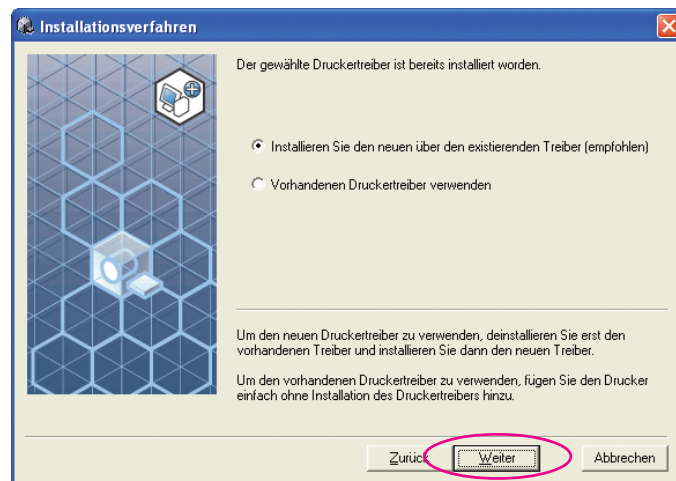 Installationsverfahren
Der gewählte Druckertreiber ist bereits installiert worden.
Installieren Sie den neuen über den existierenden Treiber (empfohlen)
Vorhandenen Druckertreiber verwenden
Um den neuen Druckertreiber zu verwenden, deinstallieren Sie erst den
vorhandenen Treiber und installieren Sie dann den neuen Treiber.
Um den vorhandenen Druckertreiber zu verwenden, fügen Sie den Drucker
einfach ohne Installation des Druckertreibers hinzu.
Zurück Weiter Abbrechen